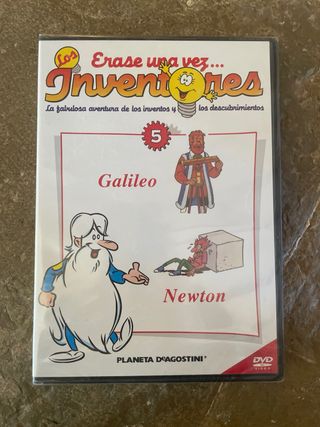 Erase una vez...
Los
Inventores
La fabulosa aventura de los inventos y los descubrimientos
5
Galileo
Newton
PLANETA DEAGOSTINI
DVD
VIDEO